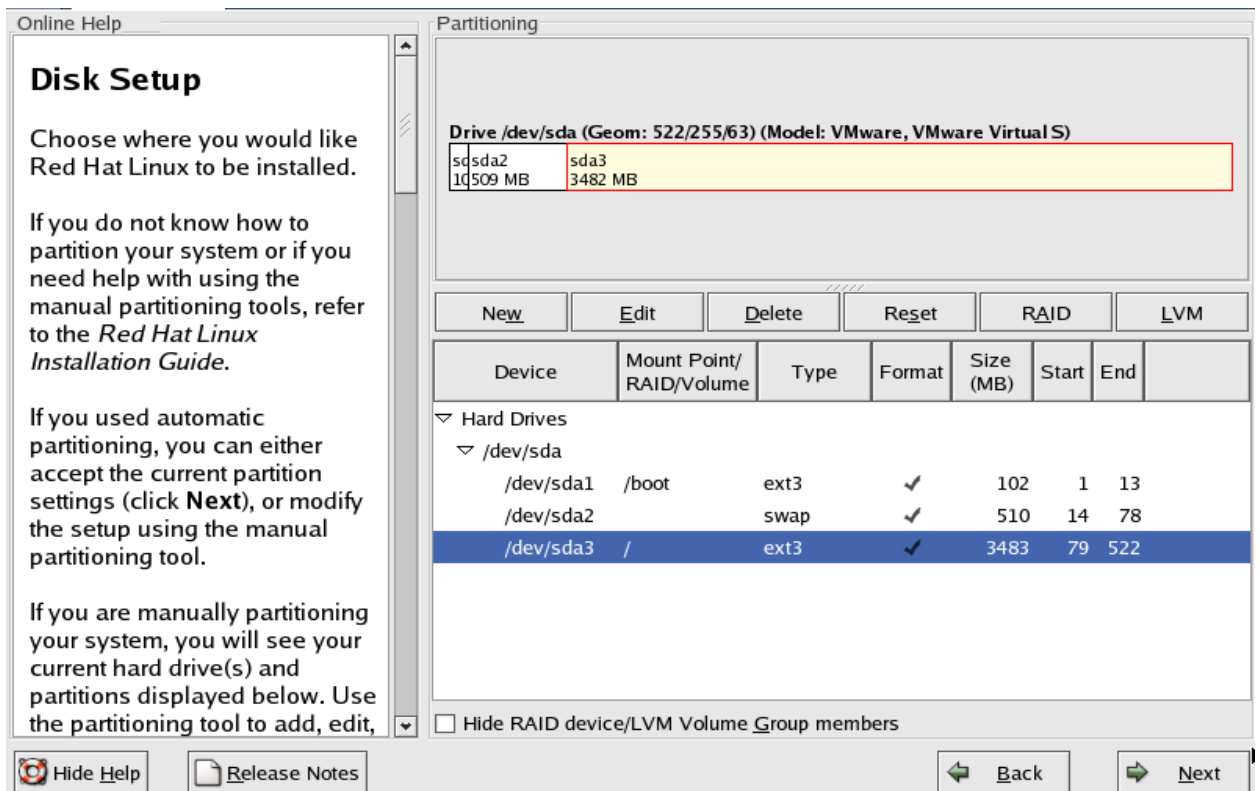 Online Help
Disk Setup
Choose where you would like
Red Hat Linux to be installed.
If you do not know how to
partition your system or if you
need help with using the
manual partitioning tools, refer
to the Red Hat Linux
Installation Guide.
If you used automatic
partitioning, you can either
accept the current partition
settings (click Next), or modify
the setup using the manual
partitioning tool.
If you are manually partitioning
your system, you will see your
current hard drive(s) and
partitions displayed below. Use
the partitioning tool to add, edit,
Partitioning
Drive /dev/sda (Geom: 522/255/63) (Model: VMware, VMware Virtual S)
sda2 sda3
509 MB 3482 MB
New Edit Delete Reset RAID LVM
Device Mount Point/ RAID/Volume Type Format Size (MB) Start End
Hard Drives
/dev/sda
/dev/sda1 /boot ext3 102 1 13
/dev/sda2 swap 510 14 78
/dev/sda3 / ext3 3483 79 522
Hide RAID device/LVM Volume Group members
Hide Help Release Notes Back Next